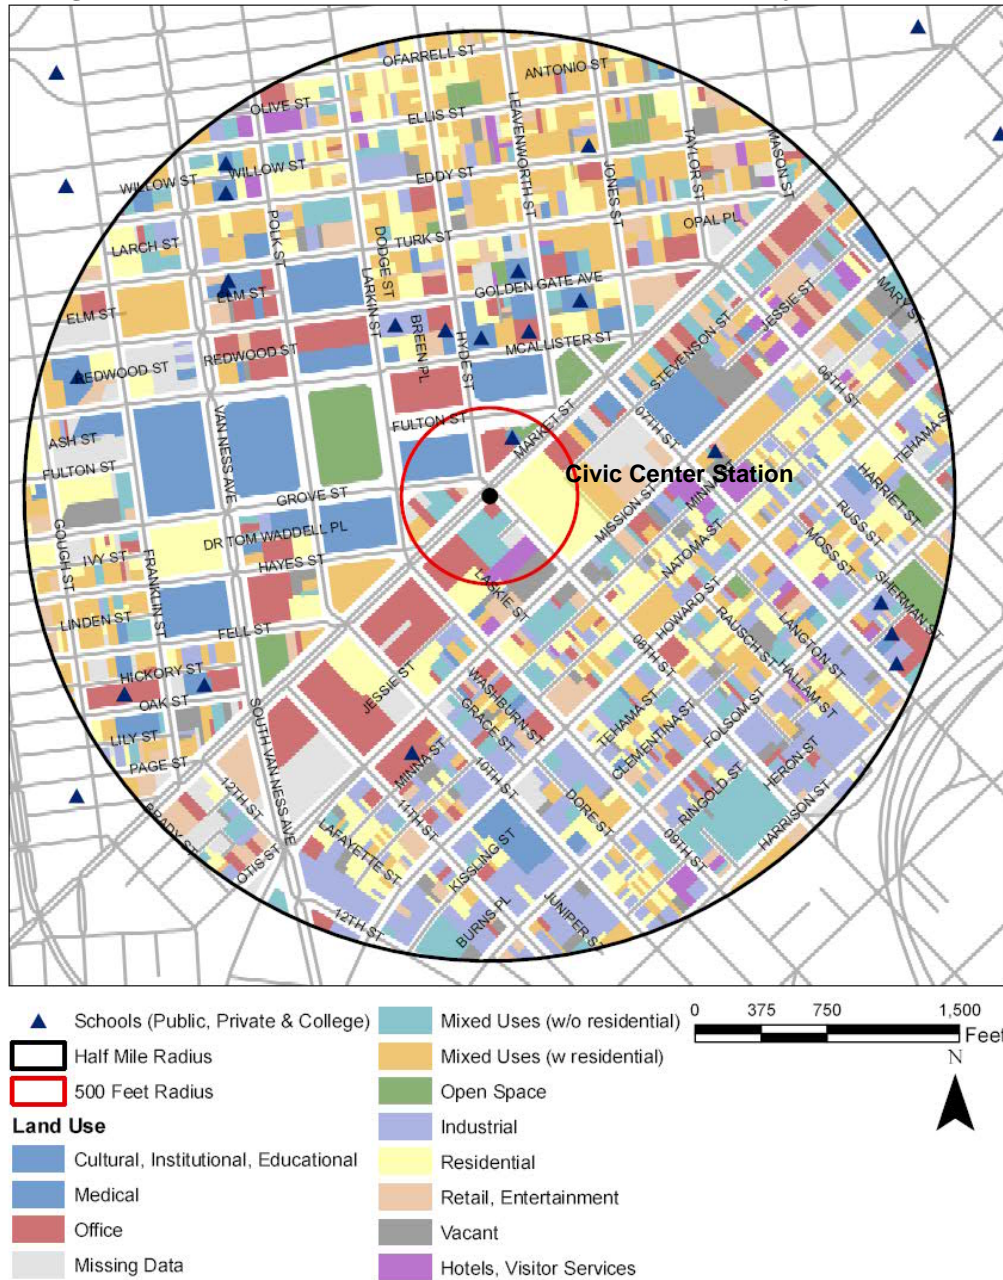 OFARRELL ST
ANTONIO ST
OLIVE ST
ELLIS ST
LEAVENWORTH ST
TAYLOR ST
MASON ST
WILLOW ST
WILLOW ST
EDDY ST
JONES ST
POLK ST
OPAL PL
LARCH ST
TURK ST
DODGE ST
LARKIN ST
GOLDEN GATE AVE
ELM ST
ELM ST
MARY ST
JESSIE ST
BREEN PL
HYDE ST
STEVENSON ST
REDWOOD ST
REDWOOD ST
MCALLISTER ST
06TH ST
VAN NESS AVE
FULTON ST
MARKET ST
07TH ST
TEHAMA ST
ASH ST
FULTON ST
Civic Center Station
HARRIET ST
GROVE ST
MISSION ST
MINNA
RUSS ST
GOUGH ST
DR TOM WADDELL PL
NATOMA ST
MOSS ST
IVY ST
FRANKLIN ST
HAYES ST
LASKIE ST
HOWARD ST
SHERMAN ST
LINDEN ST
FELL ST
RAUSCH ST
LANGTON ST
08TH ST
HICKORY ST
OAK ST
JESSIE ST
WASHBURN ST
HALLAM ST
GRACE ST
TEHAMA ST
FOLSOM ST
LILY ST
SOUTH VAN NESS AVE
CLEMENTINA ST
HERON ST
PAGE ST
MINNA ST
10TH ST
RINGOLD ST
HARRISON ST
12TH ST
11TH ST
DORE ST
BRADY ST
LAFAYETTE ST
KISSLING ST
09TH ST
OTIS ST
12TH ST
BURNS PL
JUNIPER ST
Schools (Public, Private & College)
Half Mile Radius
500 Feet Radius
Land Use
Cultural, Institutional, Educational
Medical
Office
Missing Data
Mixed Uses (w/o residential)
Mixed Uses (w residential)
Open Space
Industrial
Residential
Retail, Entertainment
Vacant
Hotels, Visitor Services
0 375 750 1,500
Feet
N